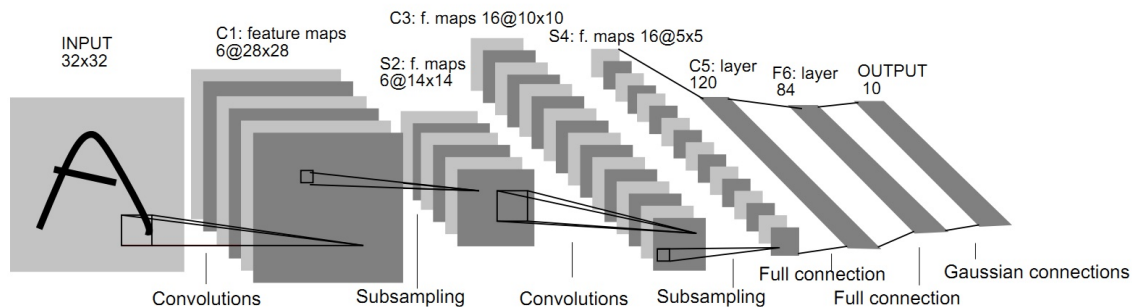 INPUT
32x32
C1: feature maps
6@28x28
S2: f. maps
6@14x14
C3: f. maps 16@10x10
S4: f. maps 16@5x5
C5: layer
120
F6: layer
84
OUTPUT
10
Convolutions
Subsampling
Convolutions
Subsampling
Full connection
Full connection
Gaussian connections